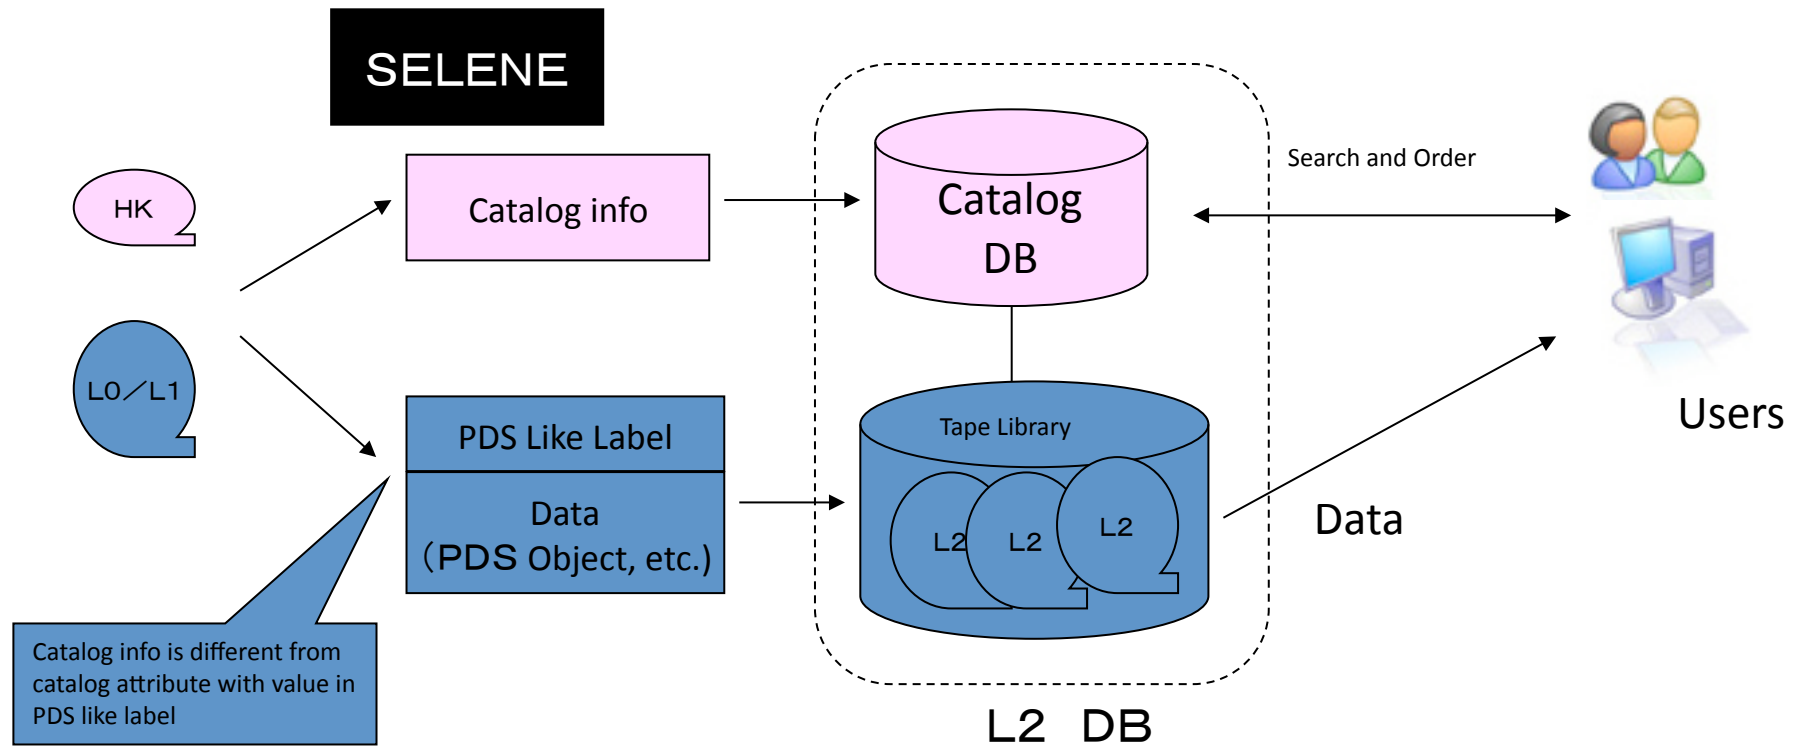 SELENE
HK
Catalog info
Catalog
DB
Search and Order
L0／L1
PDS Like Label
Data
（PDS Object, etc.)
Tape Library
L2
L2
L2
Data
Users
Catalog info is different from
catalog attribute with value in
PDS like label
L2　DB